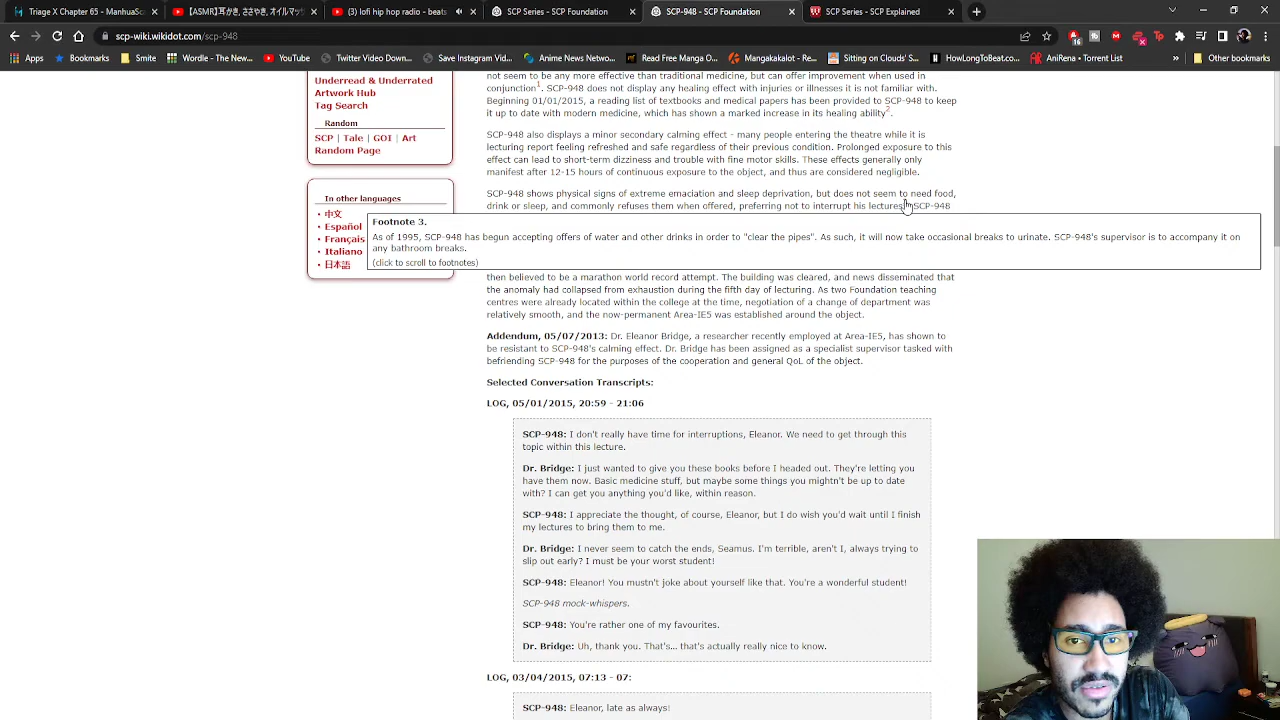 Triage X Chapter 65 - ManhuaSc
【ASMR】耳かき、ささやき、オイルマッ
(3) lofi hip hop radio - beats
SCP Series - SCP Foundation
SCP-948 - SCP Foundation
SCP Series - SCP Explained
scp-wiki.wikidot.com/scp-948
16
Apps
Bookmarks
Smite
Wordle - The New...
YouTube
Twitter Video Down...
Save Instagram Vid...
Anime News Netwo...
Read Free Manga O...
Mangakakalot - Re...
Sitting on Clouds' S...
HowLongToBeat.co...
AniRena | Torrent List
»
Other bookmarks
Underread & Underrated
Artwork Hub
Tag Search
Random
SCP | Tale | GOI | Art
Random Page
In other languages
中文
Español
Français
Italiano
日本語
not seem to be any more effective than traditional medicine, but can offer improvement when used in
conjunction1. SCP-948 does not display any healing effect with injuries or illnesses it is not familiar with.
Beginning 01/01/2015, a reading list of textbooks and medical papers has been provided to SCP-948 to keep
it up to date with modern medicine, which has shown a marked increase in its healing ability2.
SCP-948 also displays a minor secondary calming effect - many people entering the theatre while it is
lecturing report feeling refreshed and safe regardless of their previous condition. Prolonged exposure to this
effect can lead to short-term dizziness and trouble with fine motor skills. These effects generally only
manifest after 12-15 hours of continuous exposure to the object, and thus are considered negligible.
SCP-948 shows physical signs of extreme emaciation and sleep deprivation, but does not seem to need food,
drink or sleep, and commonly refuses them when offered, preferring not to interrupt his lectures. SCP-948
Footnote 3.
As of 1995, SCP-948 has begun accepting offers of water and other drinks in order to "clear the pipes". As such, it will now take occasional breaks to urinate. SCP-948's supervisor is to accompany it on
any bathroom breaks.
(click to scroll to footnotes)
then believed to be a marathon world record attempt. The building was cleared, and news disseminated that
the anomaly had collapsed from exhaustion during the fifth day of lecturing. As two Foundation teaching
centres were already located within the college at the time, negotiation of a change of department was
relatively smooth, and the now-permanent Area-IE5 was established around the object.
Addendum, 05/07/2013: Dr. Eleanor Bridge, a researcher recently employed at Area-IE5, has shown to
be resistant to SCP-948's calming effect. Dr. Bridge has been assigned as a specialist supervisor tasked with
befriending SCP-948 for the purposes of the cooperation and general QoL of the object.
Selected Conversation Transcripts:
LOG, 05/01/2015, 20:59 - 21:06
SCP-948: I don't really have time for interruptions, Eleanor. We need to get through this
topic within this lecture.
Dr. Bridge: I just wanted to give you these books before I headed out. They're letting you
have them now. Basic medicine stuff, but maybe some things you mightn't be up to date
with? I can get you anything you'd like, within reason.
SCP-948: I appreciate the thought, of course, Eleanor, but I do wish you'd wait until I finish
my lectures to bring them to me.
Dr. Bridge: I never seem to catch the ends, Seamus. I'm terrible, aren't I, always trying to
slip out early? I must be your worst student!
SCP-948: Eleanor! You mustn't joke about yourself like that. You're a wonderful student!
SCP-948 mock-whispers.
SCP-948: You're rather one of my favourites.
Dr. Bridge: Uh, thank you. That's... that's actually really nice to know.
LOG, 03/04/2015, 07:13 - 07:
SCP-948: Eleanor, late as always!